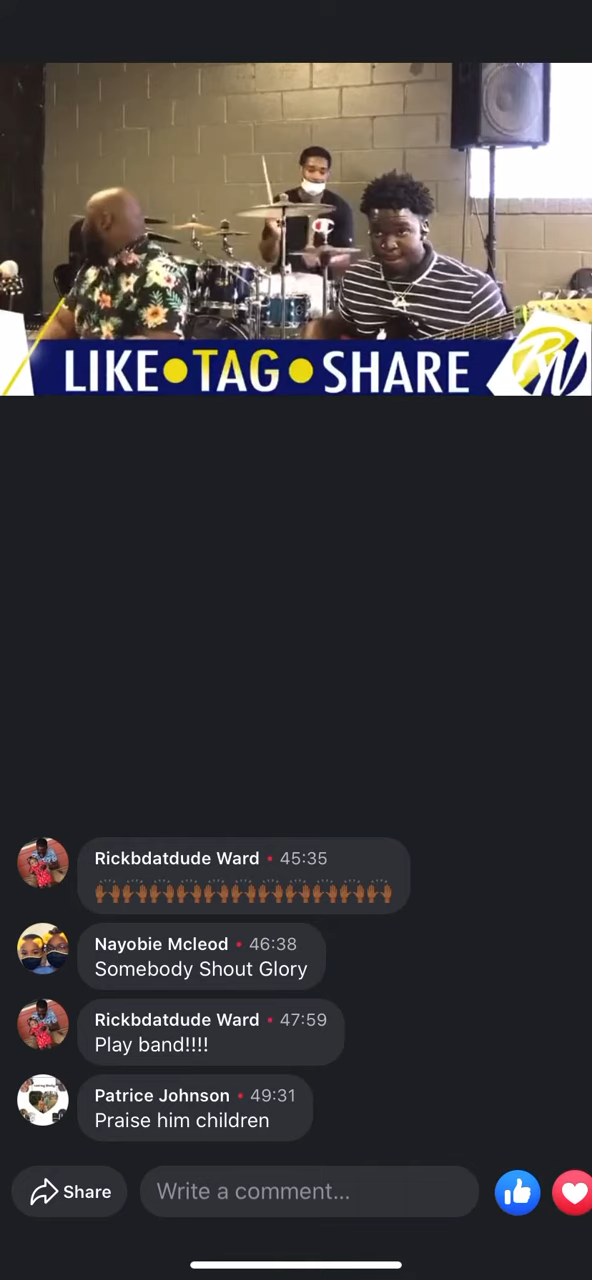 LIKE•TAG•SHARE
RW
Rickbdatdude Ward • 45:35
🙌🏾🙌🏾🙌🏾🙌🏾🙌🏾🙌🏾🙌🏾🙌🏾🙌🏾🙌🏾🙌🏾
Nayobie Mcleod • 46:38
Somebody Shout Glory
Rickbdatdude Ward • 47:59
Play band!!!!
Patrice Johnson • 49:31
Praise him children
Share
Write a comment...